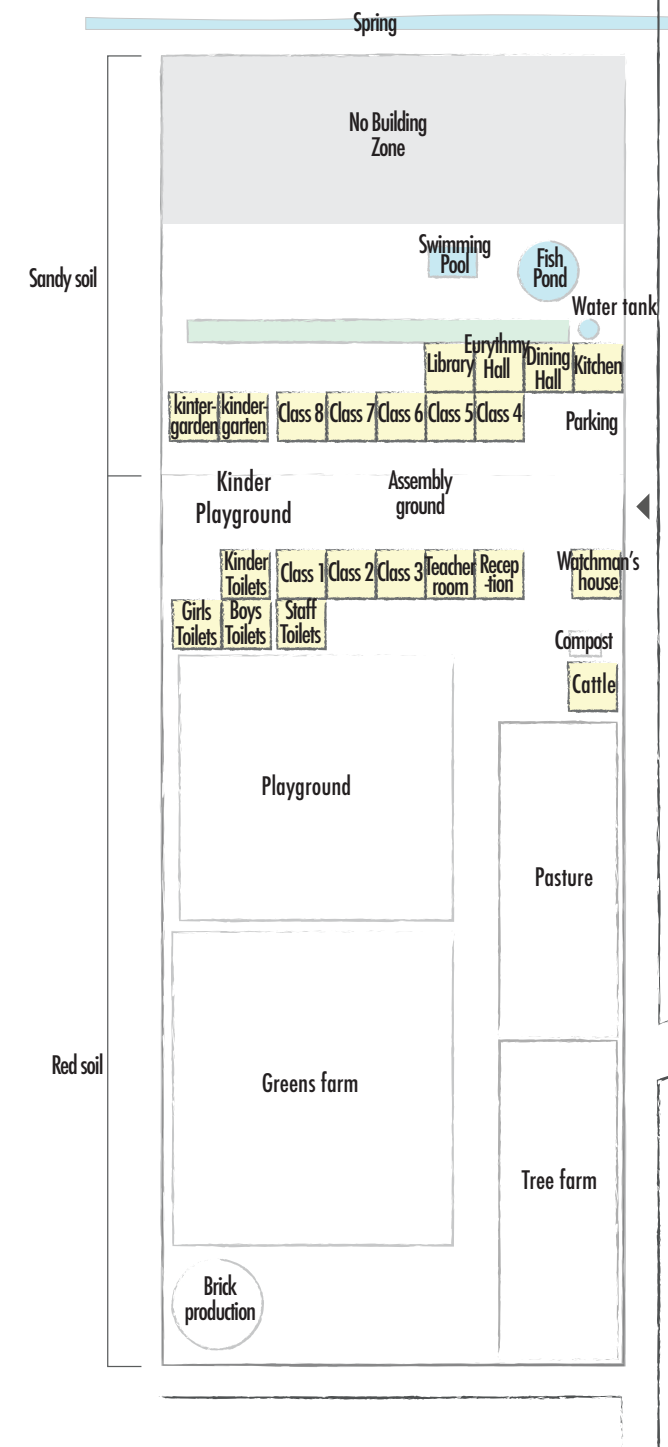 Spring
No Building
Zone
Swimming
Pool
Fish
Pond
Sandy soil
Water tank
Library
Eurythmy
Hall
Dining
Hall
Kitchen
kinter-
garden
kinder-
garten
Class 8
Class 7
Class 6
Class 5
Class 4
Parking
Kinder
Playground
Assembly
ground
Kinder
Toilets
Class 1
Class 2
Class 3
Teacher
room
Recep
-tion
Watchman's
house
Girls
Toilets
Boys
Toilets
Staff
Toilets
Compost
Cattle
Playground
Pasture
Red soil
Greens farm
Tree farm
Brick
production